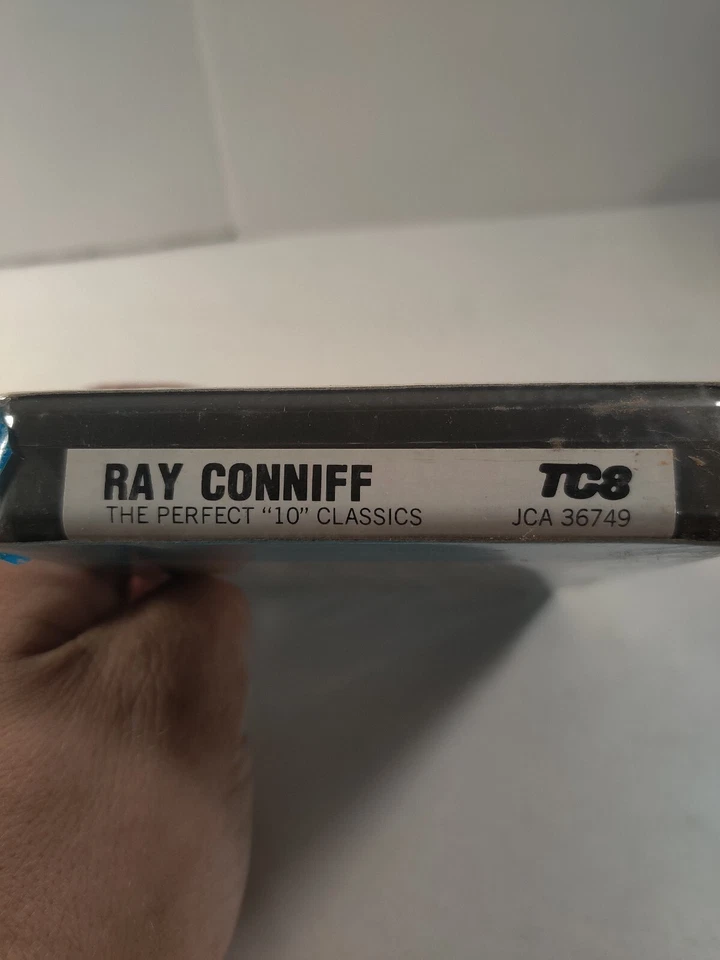 RAY CONNIFF TC8
THE PERFECT "10" CLASSICS JCA 36749